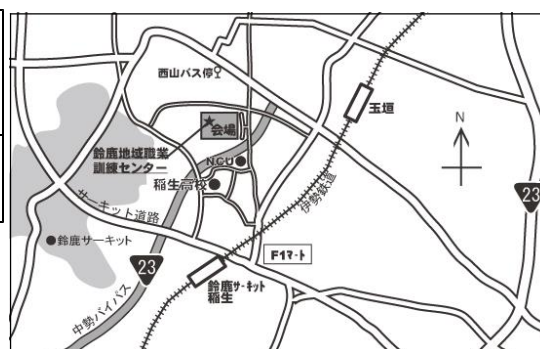 西山バス停
玉垣
N
会場
鈴鹿地域職業
訓練センター
NCU
稲生高校
サーキット道路
伊勢鉄道
23
鈴鹿サーキット
F1マート
23
鈴鹿サーキット
稲生
中勢バイパス